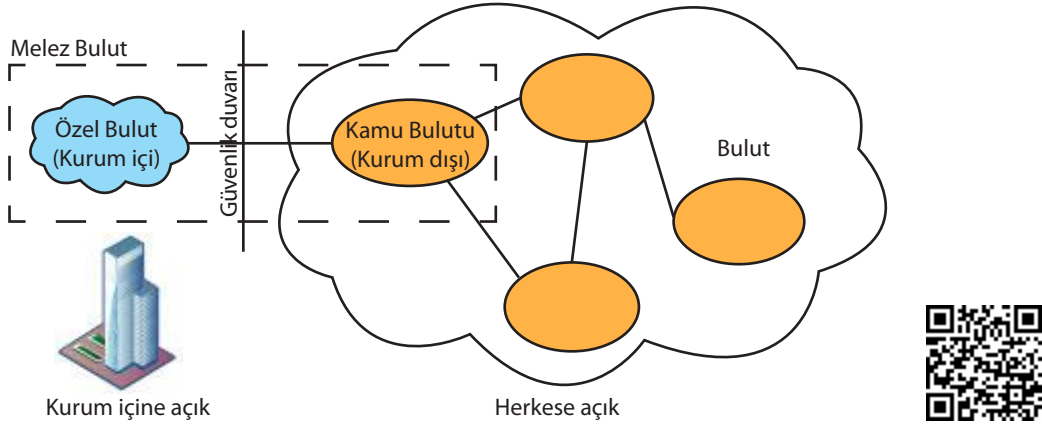 Melez Bulut
Özel Bulut
(Kurum içi)
Güvenlik duvarı
Kamu Bulutu
(Kurum dışı)
Bulut
Kurum içine açık
Herkese açık